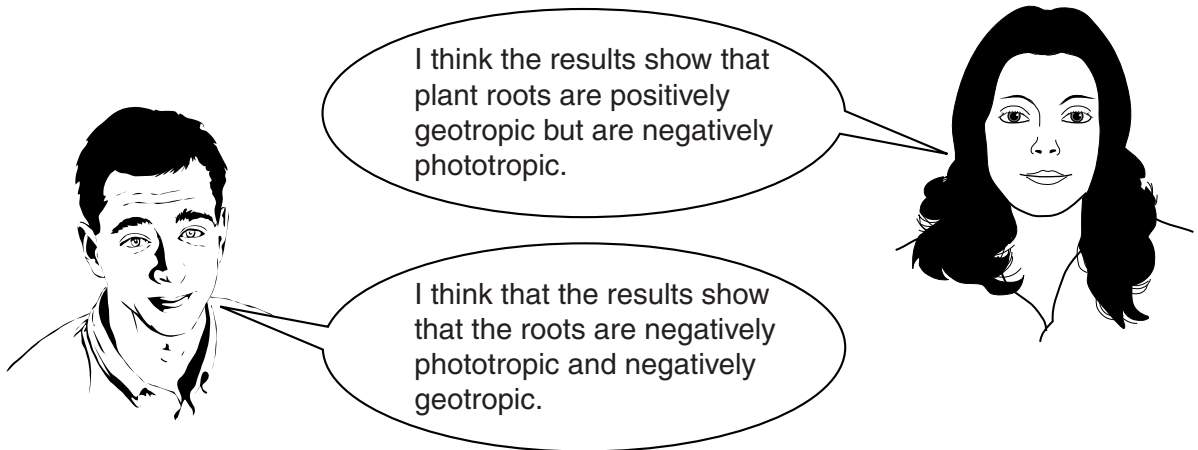 I think the results show that
plant roots are positively
geotropic but are negatively
phototropic.
I think that the results show
that the roots are negatively
phototropic and negatively
geotropic.